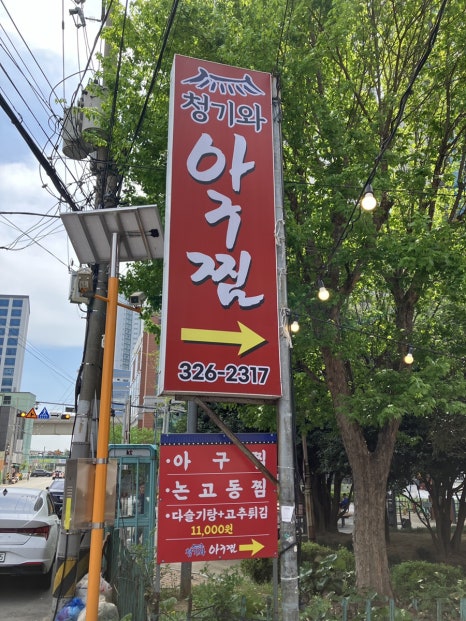 청기와
아구찜
326-2317
·아구찜
·논고동찜
·다슬기탕+고추튀김
11,000원
청기와 아구찜